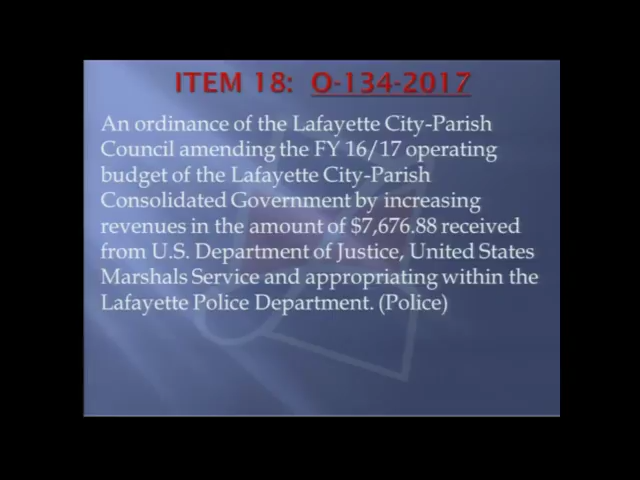 ITEM 18: O-134-2017
An ordinance of the Lafayette City-Parish
Council amending the FY 16/17 operating
budget of the Lafayette City-Parish
Consolidated Government by increasing
revenues in the amount of $7,676.88 received
from U.S. Department of Justice, United States
Marshals Service and appropriating within the
Lafayette Police Department. (Police)